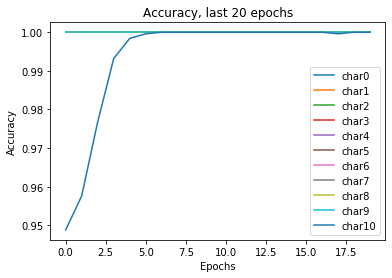 Accuracy, last 20 epochs
1.00
0.99
0.98
0.97
0.96
0.95
Accuracy
char0
char1
char2
char3
char4
char5
char6
char7
char8
char9
char10
0.0 2.5 5.0 7.5 10.0 12.5 15.0 17.5
Epochs